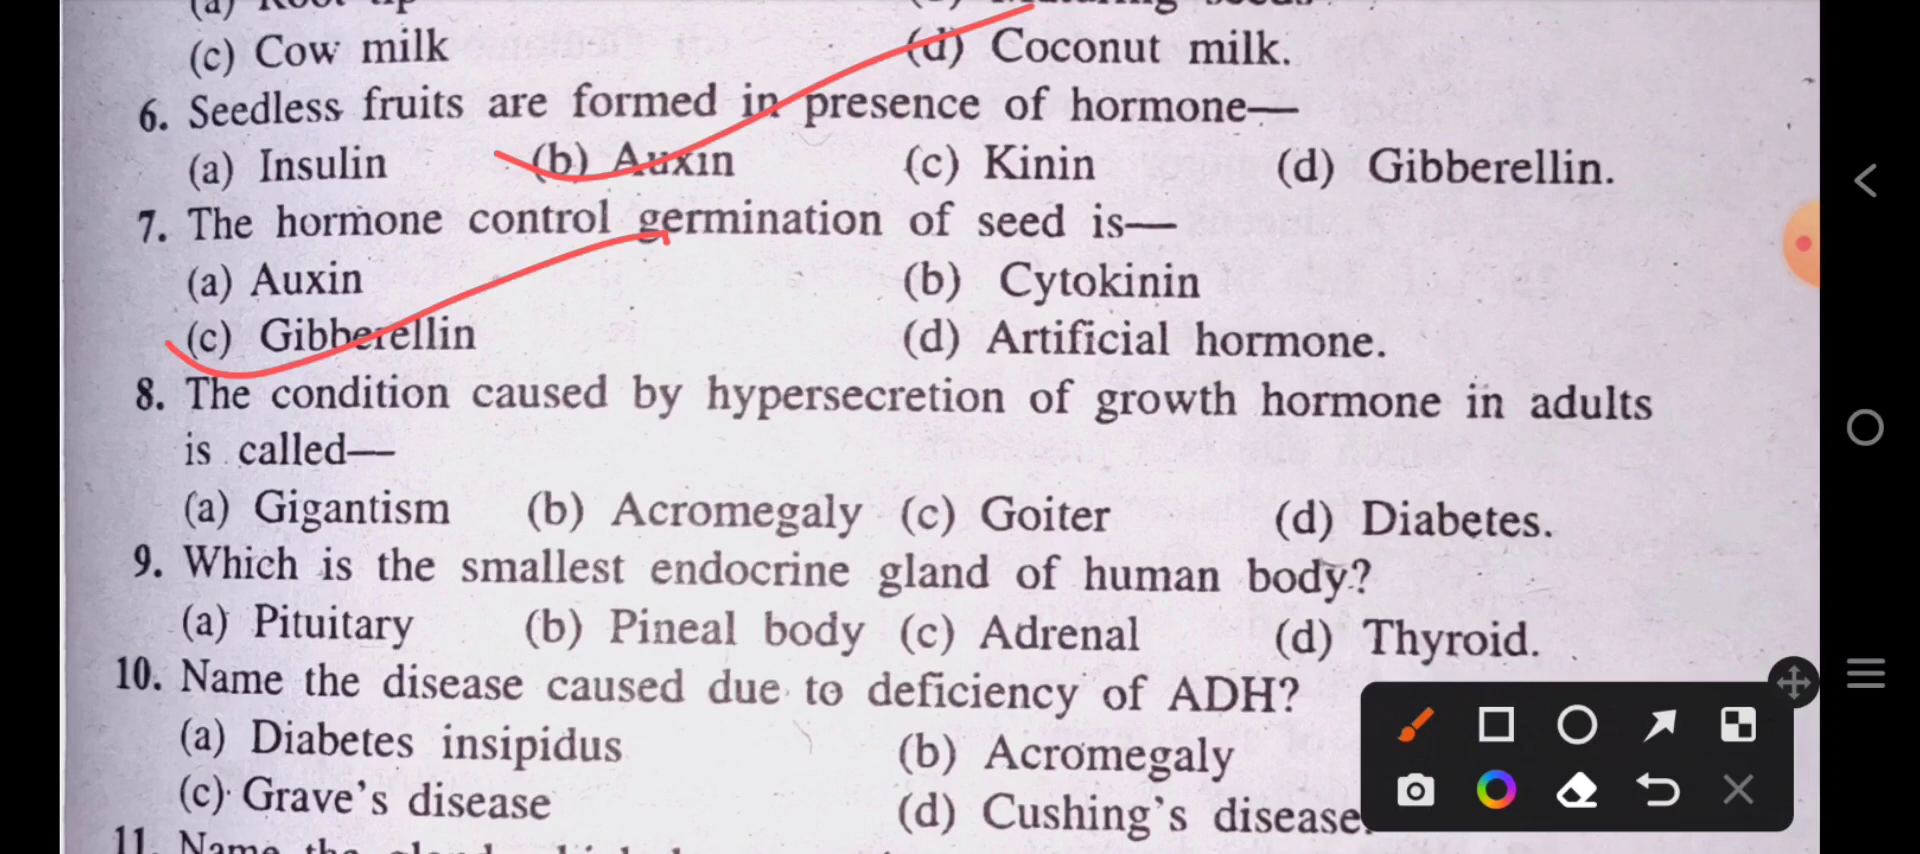 (c) Cow milk (d) Coconut milk.
6. Seedless fruits are formed in presence of hormone—
(a) Insulin (b) Auxin (c) Kinin (d) Gibberellin.
7. The hormone control germination of seed is—
(a) Auxin (b) Cytokinin
(c) Gibberellin (d) Artificial hormone.
8. The condition caused by hypersecretion of growth hormone in adults
is called—
(a) Gigantism (b) Acromegaly (c) Goiter (d) Diabetes.
9. Which is the smallest endocrine gland of human body?
(a) Pituitary (b) Pineal body (c) Adrenal (d) Thyroid.
10. Name the disease caused due to deficiency of ADH?
(a) Diabetes insipidus (b) Acromegaly
(c) Grave's disease (d) Cushing's disease.
11. Name the gland